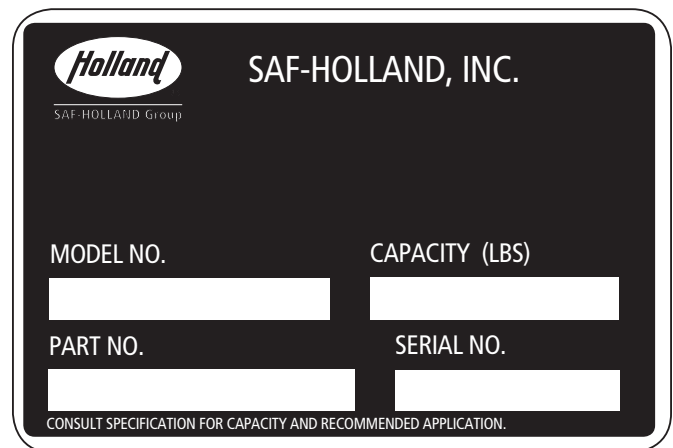 Holland
SAF-HOLLAND, INC.
SAF-HOLLAND Group
MODEL NO.
CAPACITY (LBS)
PART NO.
SERIAL NO.
CONSULT SPECIFICATION FOR CAPACITY AND RECOMMENDED APPLICATION.